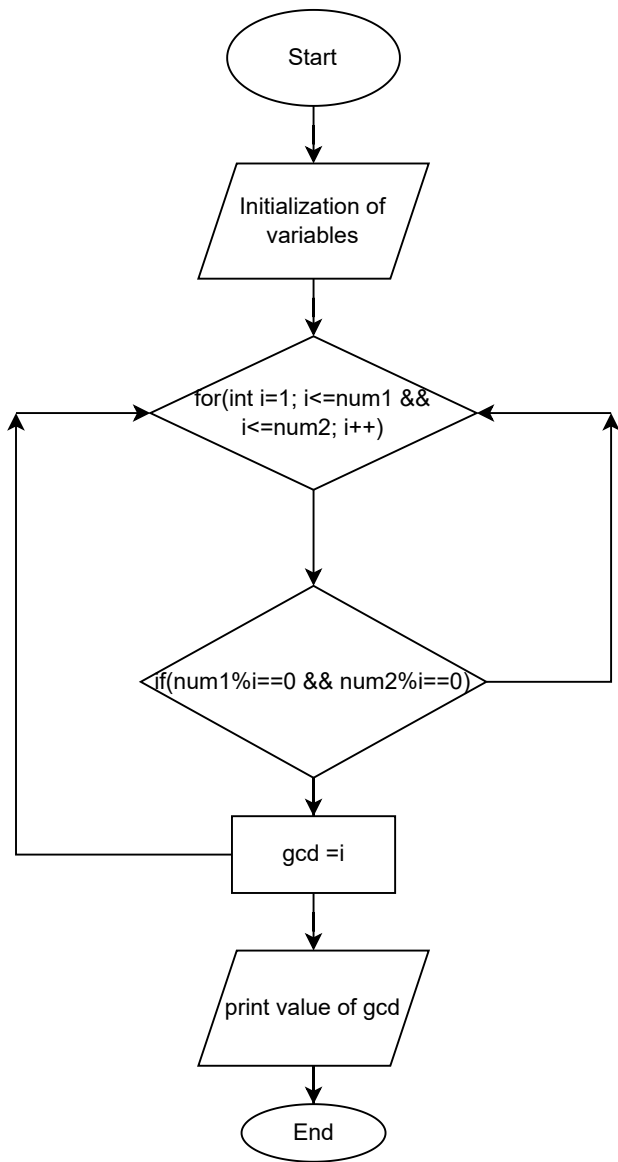 Start
Initialization of
variables
for(int i=1; i<=num1 &&
i<=num2; i++)
if(num1%i==0 && num2%i==0)
gcd =i
print value of gcd
End